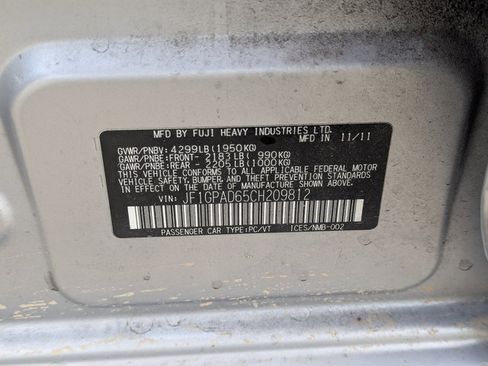 MFD BY FUJI HEAVY INDUSTRIES LTD.
MFD IN 11/11
GVWR/PNBV: 4299LB(1950KG)
GAWR/PNBE:FRONT- 2183LB( 990KG)
GAWR/PNBE:REAR - 2205LB(1000KG)
THIS VEHICLE CONFORMS TO ALL APPLICABLE FEDERAL MOTOR
VEHICLE SAFETY, BUMPER, AND THEFT PREVENTION STANDARDS
IN EFFECT ON THE DATE OF MANUFACTURE SHOWN ABOVE.
VIN: JF1GPAD65CH209812
PASSENGER CAR TYPE:PC/VT ICES/NMB-002